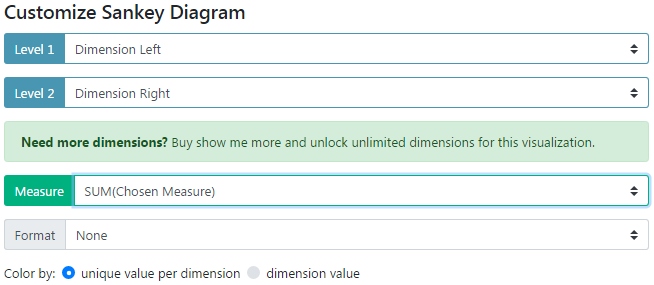 Customize Sankey Diagram
Level 1 Dimension Left
Level 2 Dimension Right
Need more dimensions? Buy show me more and unlock unlimited dimensions for this visualization.
Measure SUM(Chosen Measure)
Format None
Color by: unique value per dimension dimension value